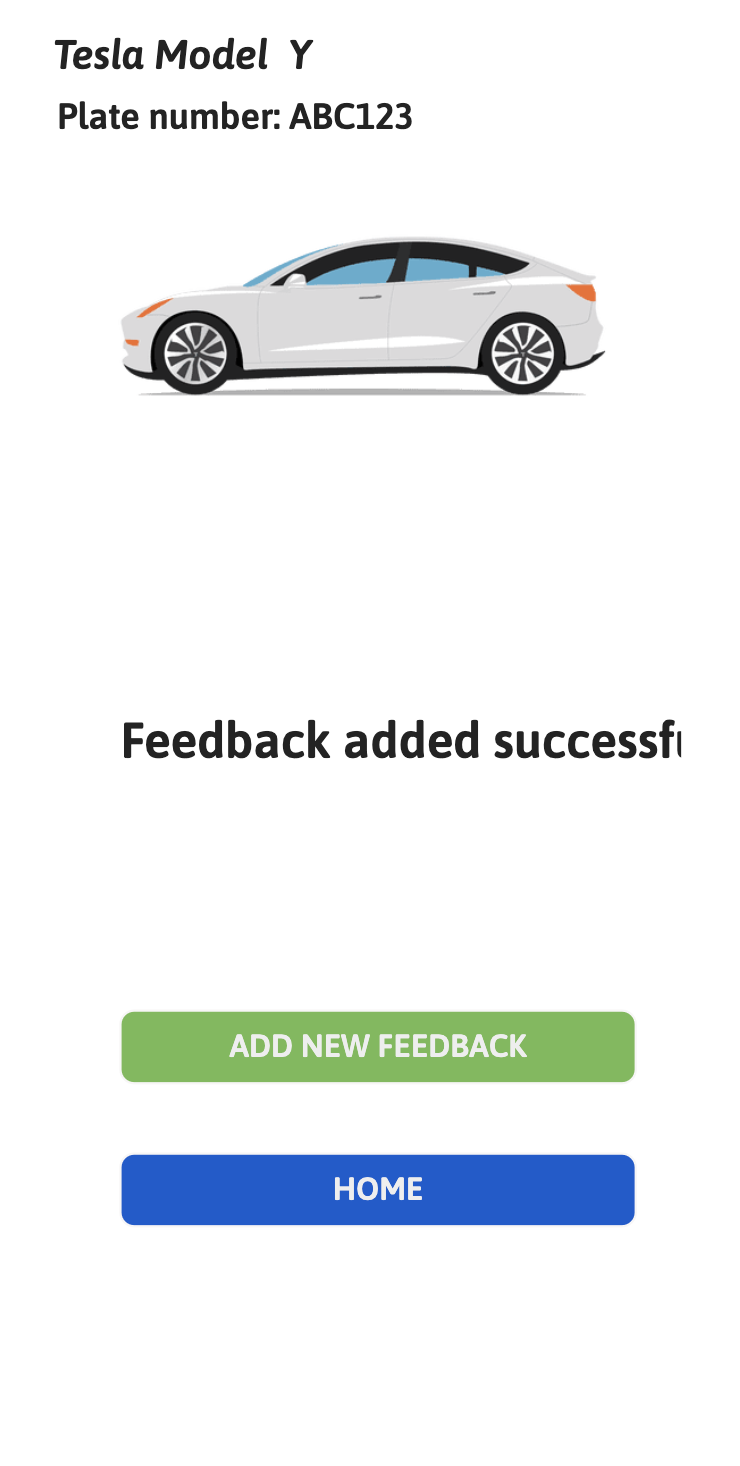 Tesla Model Y
Plate number: ABC123
Feedback added successf
ADD NEW FEEDBACK
HOME